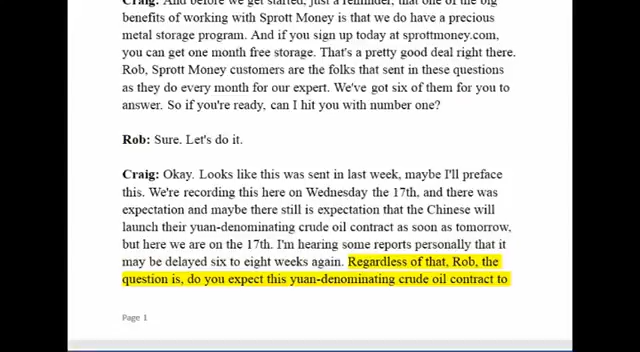 Craig: And before we get started, just a reminder, that one of the big
benefits of working with Sprott Money is that we do have a precious
metal storage program. And if you sign up today at sprottmoney.com,
you can get one month free storage. That's a pretty good deal right there.
Rob, Sprott Money customers are the folks that sent in these questions
as they do every month for our expert. We've got six of them for you to
answer. So if you're ready, can I hit you with number one?
Rob: Sure. Let's do it.
Craig: Okay. Looks like this was sent in last week, maybe I'll preface
this. We're recording this here on Wednesday the 17th, and there was
expectation and maybe there still is expectation that the Chinese will
launch their yuan-denominating crude oil contract as soon as tomorrow,
but here we are on the 17th. I'm hearing some reports personally that it
may be delayed six to eight weeks again. Regardless of that, Rob, the
question is, do you expect this yuan-denominating crude oil contract to
Page 1